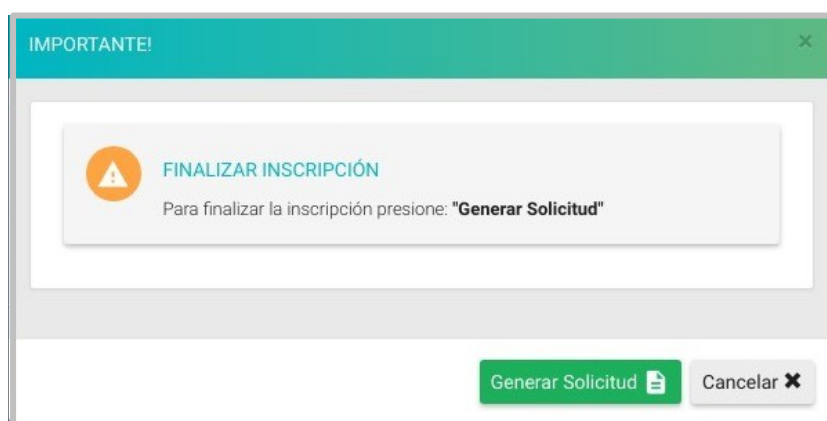 IMPORTANTE!
FINALIZAR INSCRIPCIÓN
Para finalizar la inscripción presione: "Generar Solicitud"
Generar Solicitud
Cancelar